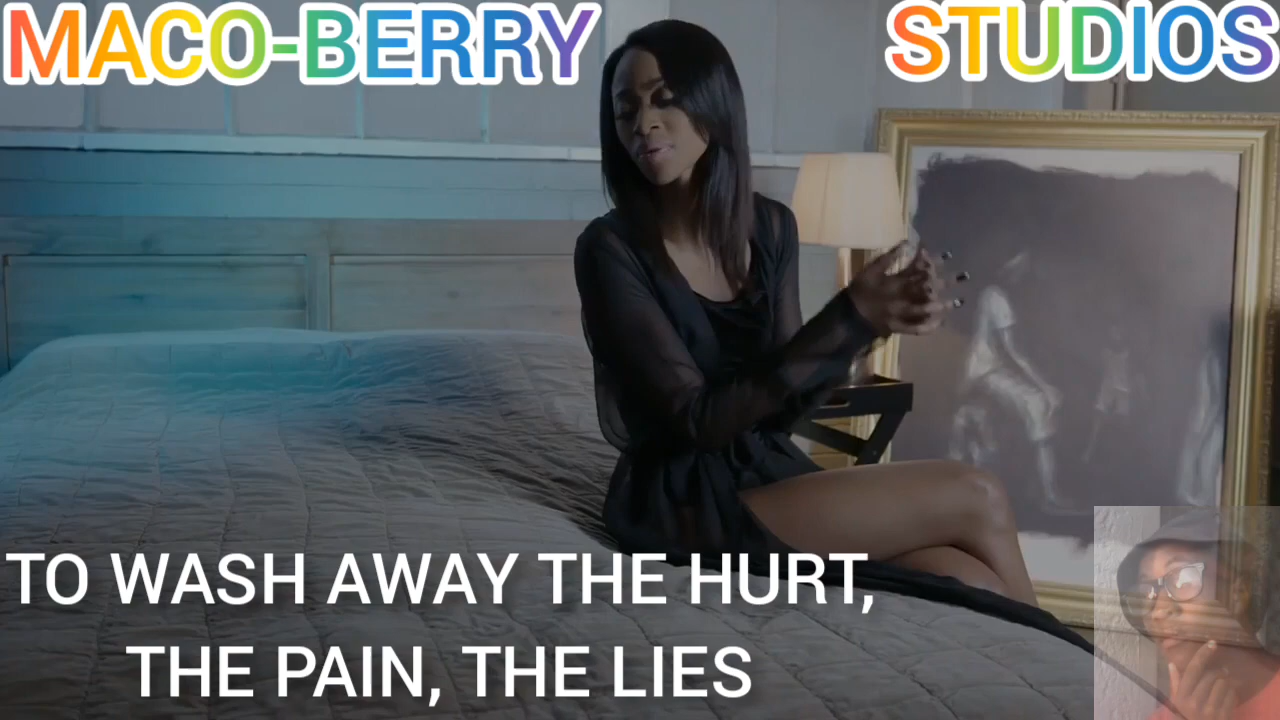 MACO-BERRY STUDIOS
TO WASH AWAY THE HURT,
THE PAIN, THE LIES